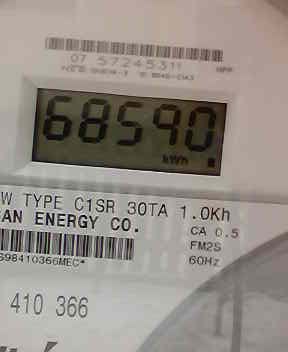 07 57245311
68590
kWh
W TYPE C1SR 30TA 1.0Kh
AN ENERGY CO.
CA 0.5
FM2S
60Hz
S98410366MEC*
410 366